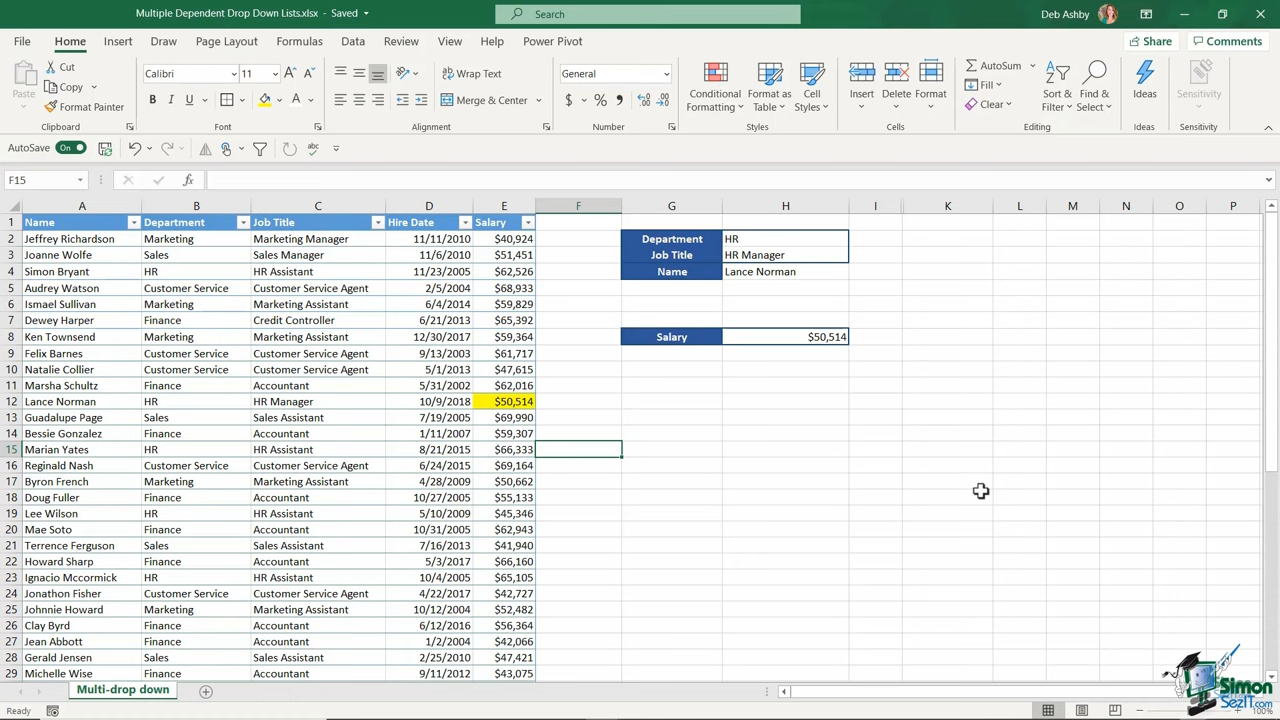 Multiple Dependent Drop Down Lists.xlsx - Saved
Search
Deb Ashby
File Home Insert Draw Page Layout Formulas Data Review View Help Power Pivot Share Comments
Paste
Cut
Copy
Format Painter
Clipboard
Calibri 11
B I U
Font
Wrap Text
Merge & Center
Alignment
General
$ % ,
Number
Conditional Formatting
Format as Table
Cell Styles
Styles
Insert Delete Format
Cells
AutoSum
Fill
Clear
Sort & Filter
Find & Select
Editing
Ideas
Ideas
Sensitivity
Sensitivity
AutoSave On
F15 fx
A B C D E F G H I K L M N O P
1 Name Department Job Title Hire Date Salary
2 Jeffrey Richardson Marketing Marketing Manager 11/11/2010 $40,924 Department HR
3 Joanne Wolfe Sales Sales Manager 11/6/2010 $51,451 Job Title HR Manager
4 Simon Bryant HR HR Assistant 11/23/2005 $62,526 Name Lance Norman
5 Audrey Watson Customer Service Customer Service Agent 2/5/2004 $68,933
6 Ismael Sullivan Marketing Marketing Assistant 6/4/2014 $59,829
7 Dewey Harper Finance Credit Controller 6/21/2013 $65,392
8 Ken Townsend Marketing Marketing Assistant 12/30/2017 $59,364 Salary $50,514
9 Felix Barnes Customer Service Customer Service Agent 9/13/2003 $61,717
10 Natalie Collier Customer Service Customer Service Agent 5/1/2013 $47,615
11 Marsha Schultz Finance Accountant 5/31/2002 $62,016
12 Lance Norman HR HR Manager 10/9/2018 $50,514
13 Guadalupe Page Sales Sales Assistant 7/19/2005 $69,990
14 Bessie Gonzalez Finance Accountant 1/11/2007 $59,307
15 Marian Yates HR HR Assistant 8/21/2015 $66,333
16 Reginald Nash Customer Service Customer Service Agent 6/24/2015 $69,164
17 Byron French Marketing Marketing Assistant 4/28/2009 $50,662
18 Doug Fuller Finance Accountant 10/27/2005 $55,133
19 Lee Wilson HR HR Assistant 5/10/2009 $45,346
20 Mae Soto Finance Accountant 10/31/2005 $62,943
21 Terrence Ferguson Sales Sales Assistant 7/16/2013 $41,940
22 Howard Sharp Finance Accountant 5/3/2017 $66,160
23 Ignacio Mccormick HR HR Assistant 10/4/2005 $65,105
24 Jonathon Fisher Customer Service Customer Service Agent 4/22/2017 $42,727
25 Johnnie Howard Marketing Marketing Assistant 10/12/2004 $52,482
26 Clay Byrd Finance Accountant 6/12/2016 $56,364
27 Jean Abbott Finance Accountant 1/2/2004 $42,066
28 Gerald Jensen Sales Sales Assistant 2/25/2010 $47,421
29 Michelle Wise Finance Accountant 9/11/2012 $43,075
Multi-drop down
Simon SezIT.com
Ready 100%